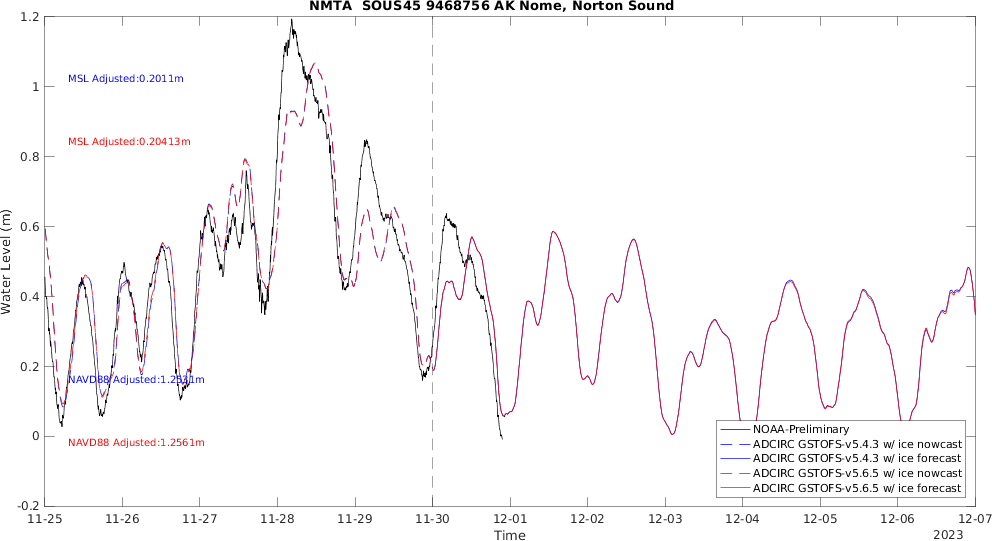 NMTA SOUS45 9468756 AK Nome, Norton Sound
1.2
1
0.8
0.6
0.4
0.2
0
-0.2
Water Level (m)
MSL Adjusted:0.2011m
MSL Adjusted:0.20413m
NAVD88 Adjusted:1.2531m
NAVD88 Adjusted:1.2561m
NOAA-Preliminary
ADCIRC GSTOFS-v5.4.3 w/ ice nowcast
ADCIRC GSTOFS-v5.4.3 w/ ice forecast
ADCIRC GSTOFS-v5.6.5 w/ ice nowcast
ADCIRC GSTOFS-v5.6.5 w/ ice forecast
11-25 11-26 11-27 11-28 11-29 11-30 12-01 12-02 12-03 12-04 12-05 12-06 12-07
Time
2023